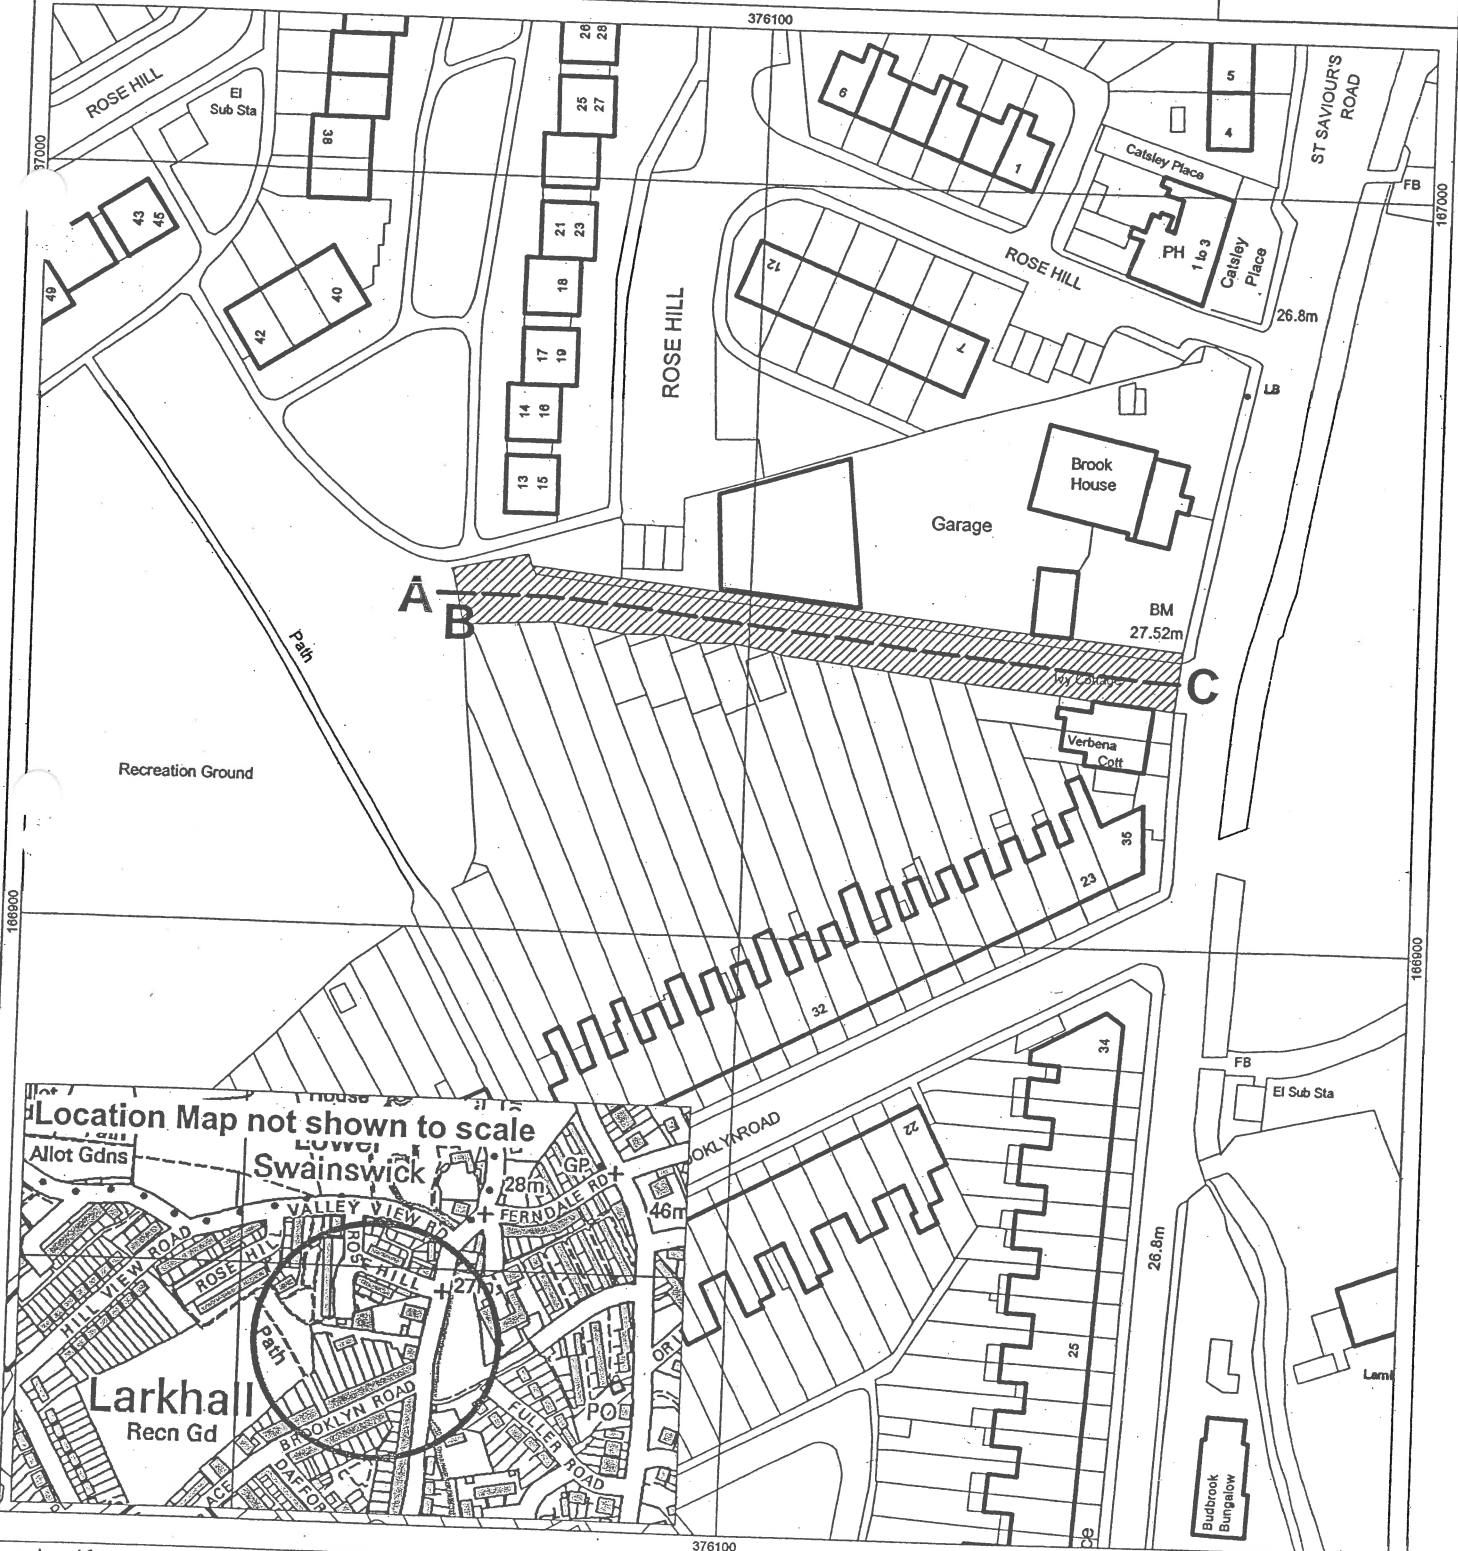 376100
ROSE HILL
El
Sub Sta
38
26
28
25
27
6
1
5
4
ST SAVIOUR'S
ROAD
Catsley Place
FB
167000
43
45
49
21
23
18
40
42
17
19
14
16
13
15
ROSE HILL
12
7
ROSE HILL
PH
1 to 3
Catsley
Place
26.8m
LB
Brook
House
Garage
BM
27.52m
A
B
C
Ivy Cottage
Verbena
Cott
Path
Recreation Ground
35
23
32
166900
166900
34
FB
El Sub Sta
22
26.8m
25
Budbrook
Bungalow
Location Map not shown to scale
Allot Gdns
Lower
Swainswick
GP
28m
FERNDALE RD
46m
VALLEY VIEW RD
HILL VIEW ROAD
ROSE HILL
ROSE HILL
Path
Larkhall
Recn Gd
BROOKLYN ROAD
FULLER ROAD
PO
376100